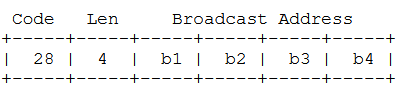 Code Len Broadcast Address
+-----+-----+-----+-----+-----+-----+
| 28 | 4 | b1 | b2 | b3 | b4 |
+-----+-----+-----+-----+-----+-----+